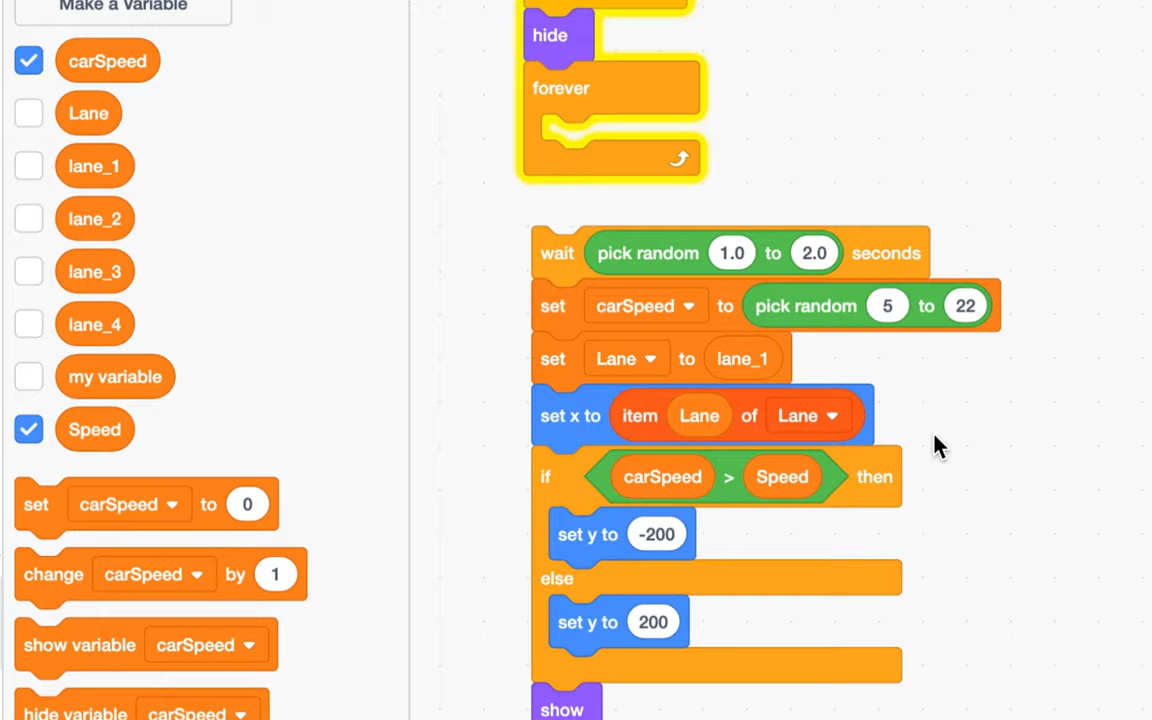 Make a Variable
carSpeed
Lane
lane_1
lane_2
lane_3
lane_4
my variable
Speed
set carSpeed to 0
change carSpeed by 1
show variable carSpeed
hide variable carSpeed
hide
forever
wait pick random 1.0 to 2.0 seconds
set carSpeed to pick random 5 to 22
set Lane to lane_1
set x to item Lane of Lane
if carSpeed > Speed then
set y to -200
else
set y to 200
show